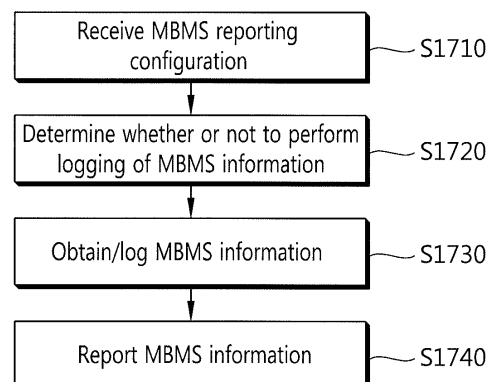 Receive MBMS reporting
configuration
S1710
Determine whether or not to perform
logging of MBMS information
S1720
Obtain/log MBMS information
S1730
Report MBMS information
S1740